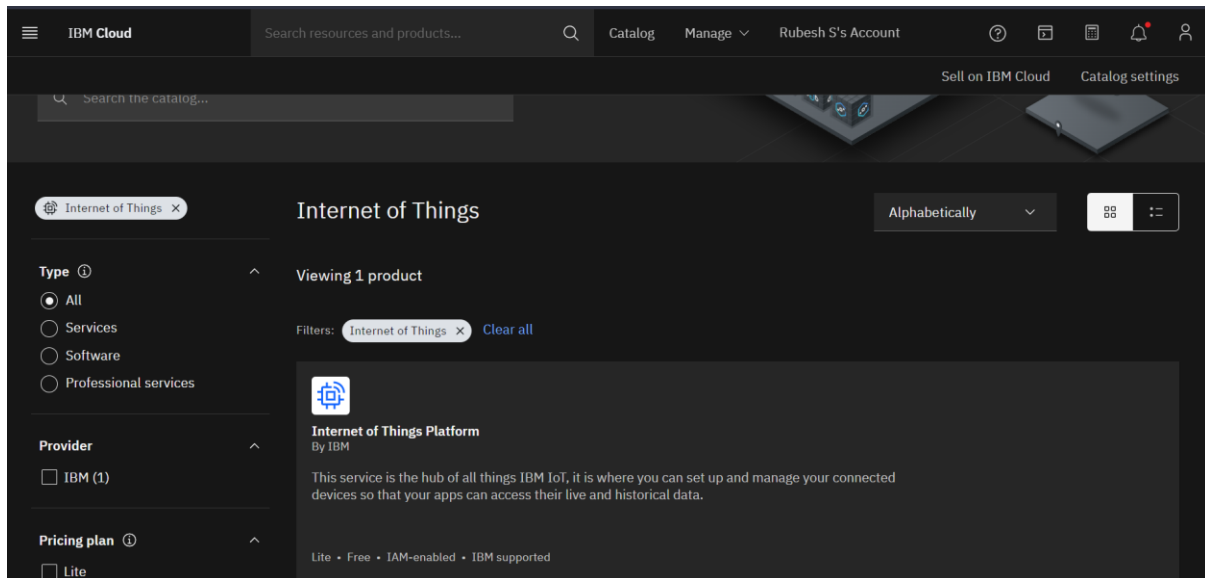 IBM Cloud
Search resources and products...
Catalog
Manage
Rubesh S's Account
Sell on IBM Cloud
Catalog settings
Search the catalog...
Internet of Things
Type
All
Services
Software
Professional services
Provider
IBM (1)
Pricing plan
Lite
Internet of Things
Alphabetically
Viewing 1 product
Filters:
Internet of Things
Clear all
Internet of Things Platform
By IBM
This service is the hub of all things IBM IoT, it is where you can set up and manage your connected
devices so that your apps can access their live and historical data.
Lite • Free • IAM-enabled • IBM supported